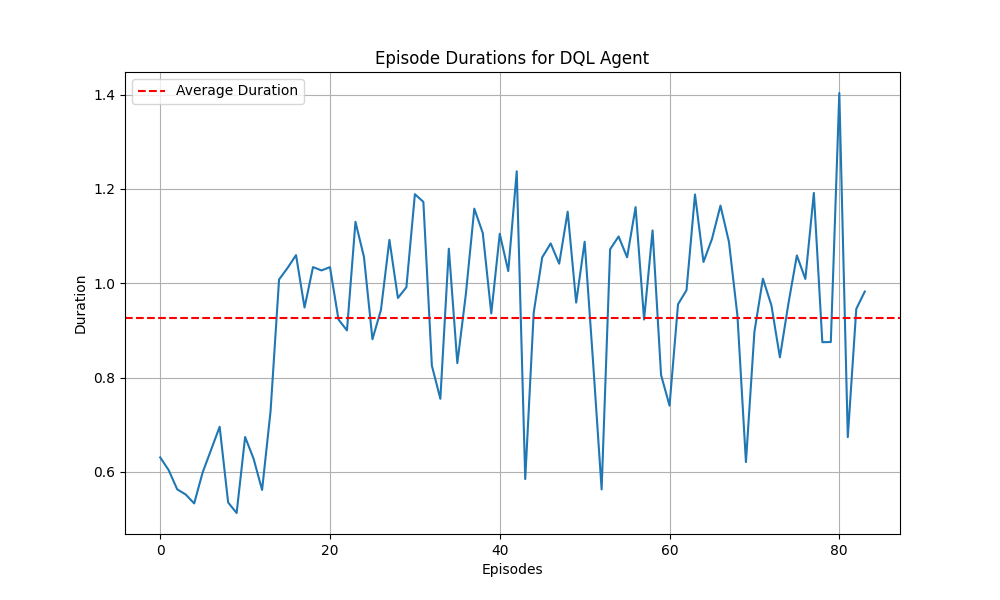 Episode Durations for DQL Agent
Average Duration
1.4
1.2
1.0
0.8
0.6
Duration
0 20 40 60 80
Episodes